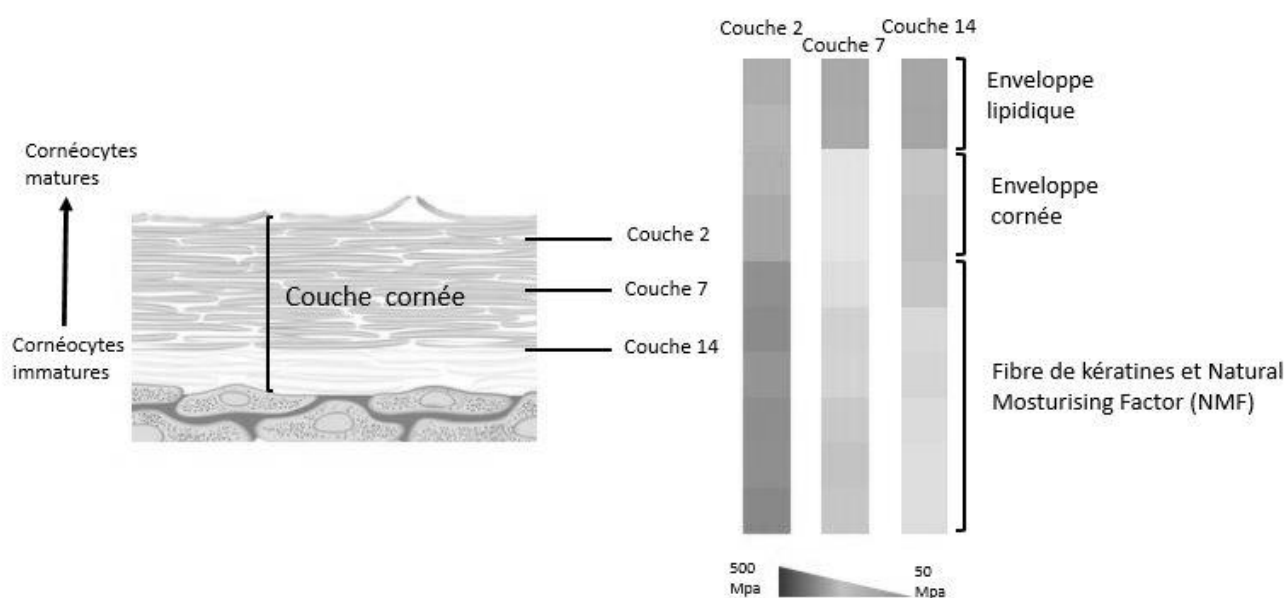 Cornéocytes
matures
Cornéocytes
immatures
Couche cornée
Couche 2
Couche 7
Couche 14
Couche 2
Couche 7
Couche 14
Enveloppe
lipidique
Enveloppe
cornée
Fibre de kératines et Natural
Mosturising Factor (NMF)
500
Mpa
50
Mpa